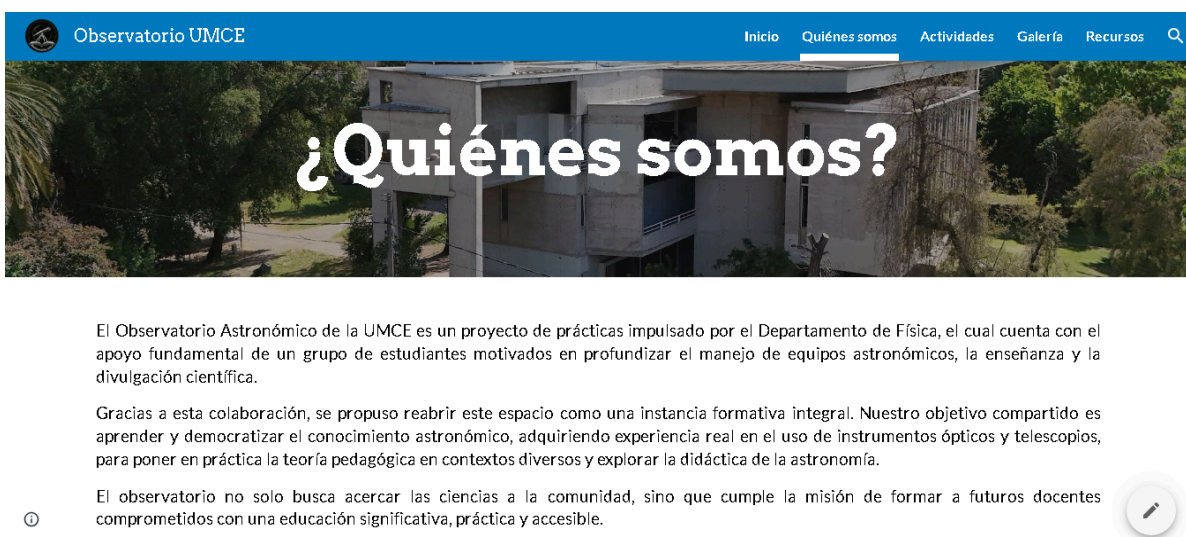 Observatorio UMCE
Inicio Quiénes somos Actividades Galería Recursos
¿Quiénes somos?
El Observatorio Astronómico de la UMCE es un proyecto de prácticas impulsado por el Departamento de Física, el cual cuenta con el
apoyo fundamental de un grupo de estudiantes motivados en profundizar el manejo de equipos astronómicos, la enseñanza y la
divulgación científica.
Gracias a esta colaboración, se propuso reabrir este espacio como una instancia formativa integral. Nuestro objetivo compartido es
aprender y democratizar el conocimiento astronómico, adquiriendo experiencia real en el uso de instrumentos ópticos y telescopios,
para poner en práctica la teoría pedagógica en contextos diversos y explorar la didáctica de la astronomía.
El observatorio no solo busca acercar las ciencias a la comunidad, sino que cumple la misión de formar a futuros docentes
comprometidos con una educación significativa, práctica y accesible.